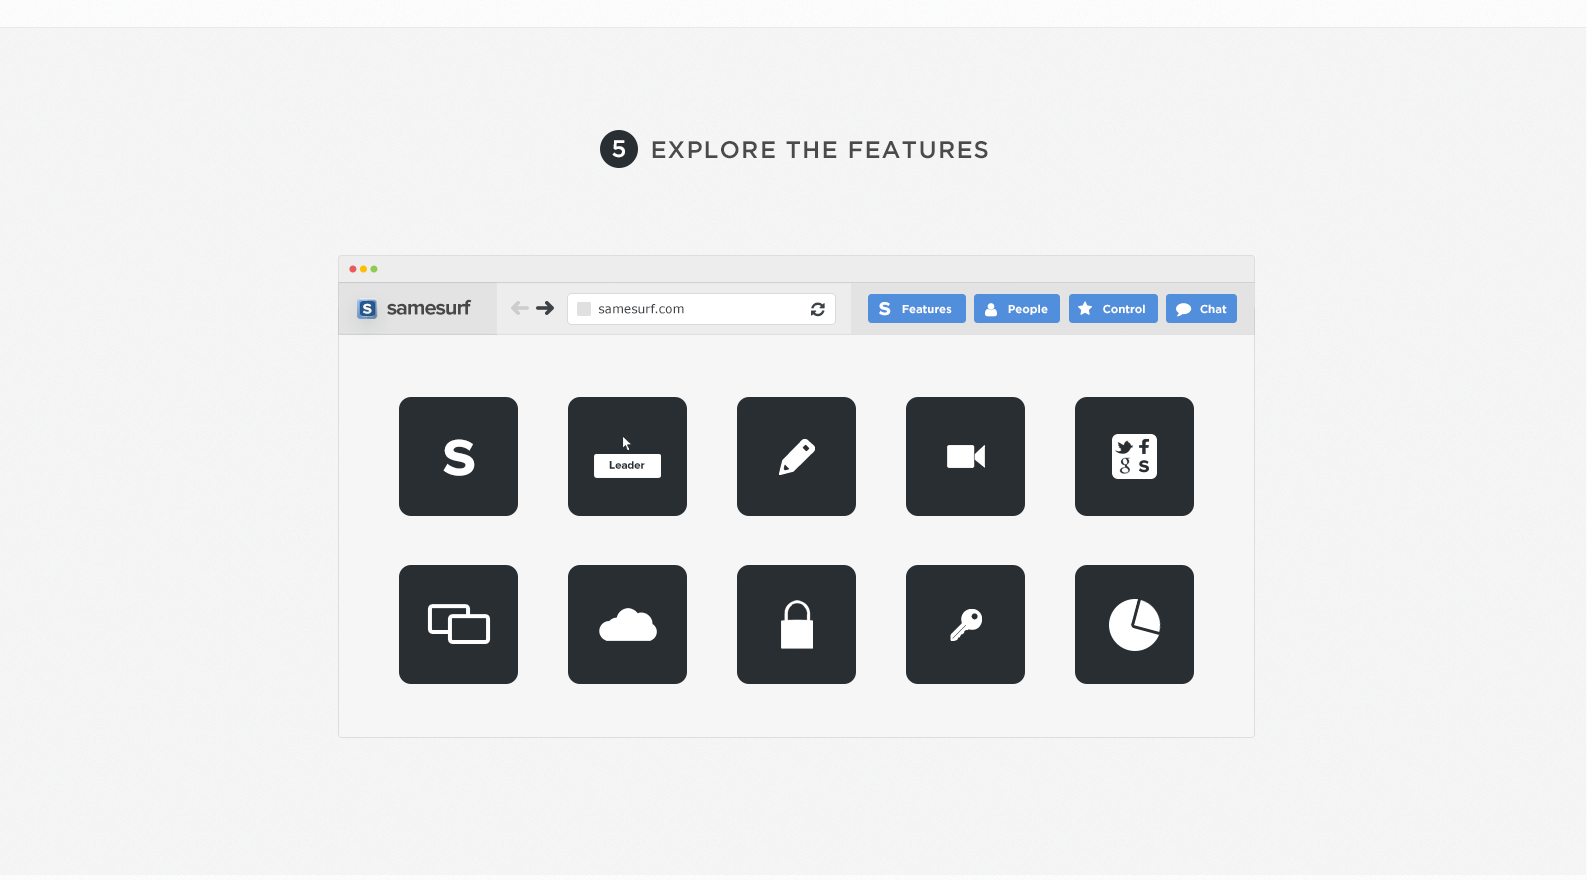 5 EXPLORE THE FEATURES
S samesurf
samesurf.com
S Features People Control Chat
S
Leader
f
g S